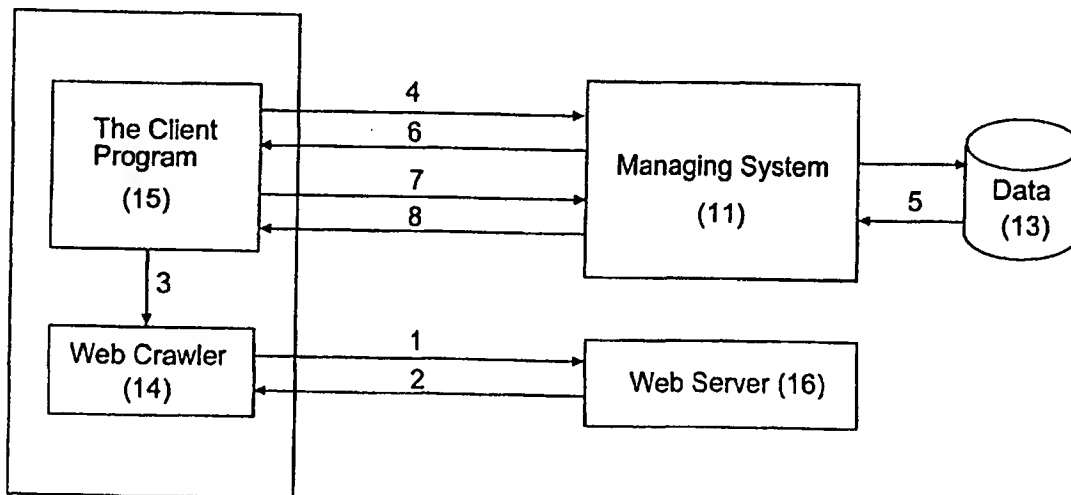 The Client
Program
(15)
4
6
7
8
Managing System
(11)
5
Data
(13)
3
Web Crawler
(14)
1
2
Web Server (16)